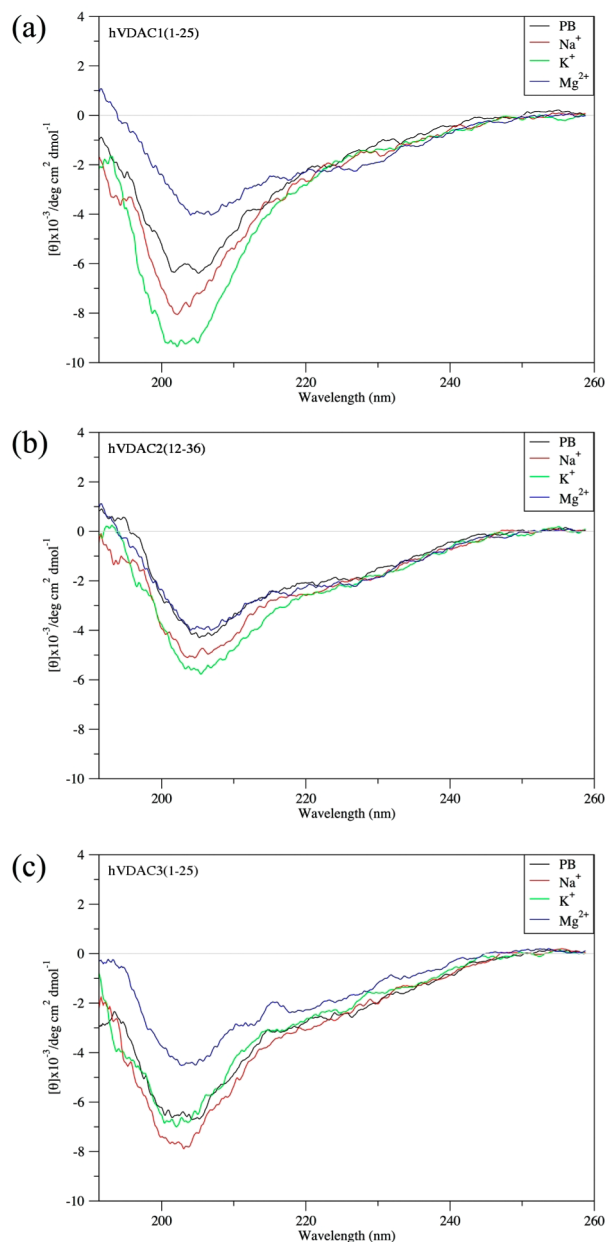 (a)
hVDAC1(1-25)
PB
Na⁺
K⁺
Mg²⁺
4
2
0
-2
-4
-6
-8
-10
[θ]x10⁻³/deg cm² dmol⁻¹
200
220
240
260
Wavelength (nm)
(b)
hVDAC2(12-36)
PB
Na⁺
K⁺
Mg²⁺
4
2
0
-2
-4
-6
-8
-10
[θ]x10⁻³/deg cm² dmol⁻¹
200
220
240
260
Wavelength (nm)
(c)
hVDAC3(1-25)
PB
Na⁺
K⁺
Mg²⁺
4
2
0
-2
-4
-6
-8
-10
[θ]x10⁻³/deg cm² dmol⁻¹
200
220
240
260
Wavelength (nm)